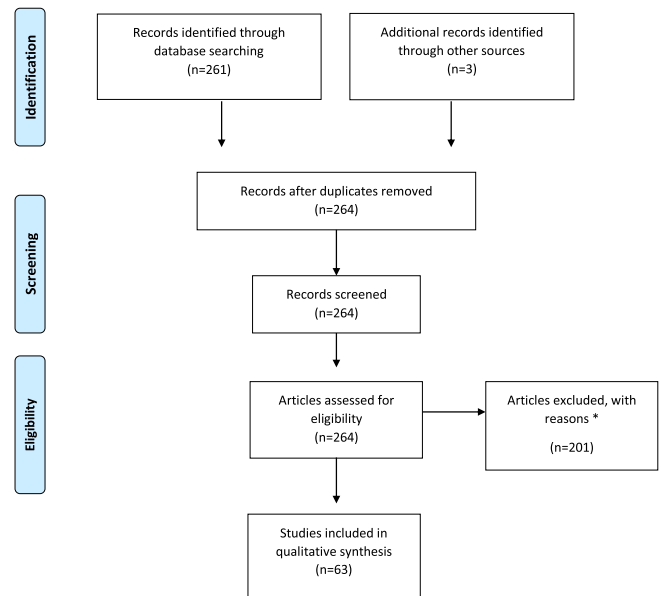 Identification
Records identified through
database searching
(n=261)
Additional records identified
through other sources
(n=3)
Screening
Records after duplicates removed
(n=264)
Records screened
(n=264)
Eligibility
Articles assessed for
eligibility
(n=264)
Articles excluded, with
reasons *
(n=201)
Studies included in
qualitative synthesis
(n=63)